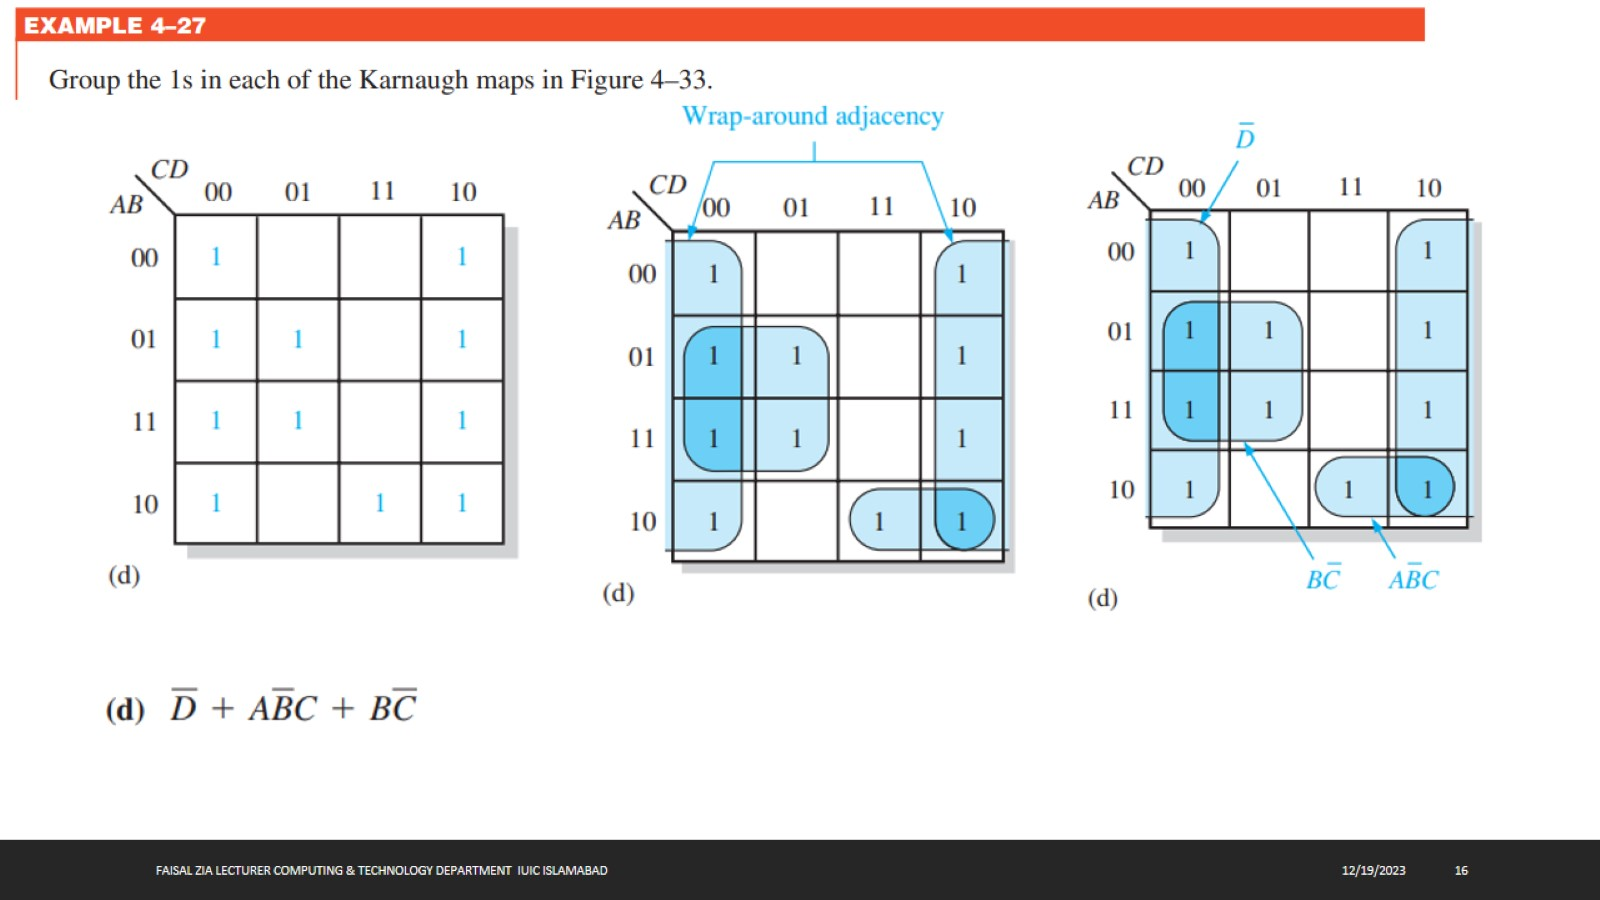 EXAMPLE 4–27
Group the 1s in each of the Karnaugh maps in Figure 4–33.
CD
AB
00 01 11 10
00 1 1
01 1 1 1
11 1 1 1
10 1 1 1
(d)
Wrap-around adjacency
CD
AB
00 01 11 10
00 1 1
01 1 1 1
11 1 1 1
10 1 1 1
(d)
D̅
CD
AB
00 01 11 10
00 1 1
01 1 1 1
11 1 1 1
10 1 1 1
BC̅ AB̅C
(d)
(d) D̅ + AB̅C + BC̅
FAISAL ZIA LECTURER COMPUTING & TECHNOLOGY DEPARTMENT IUIC ISLAMABAD 12/19/2023 16